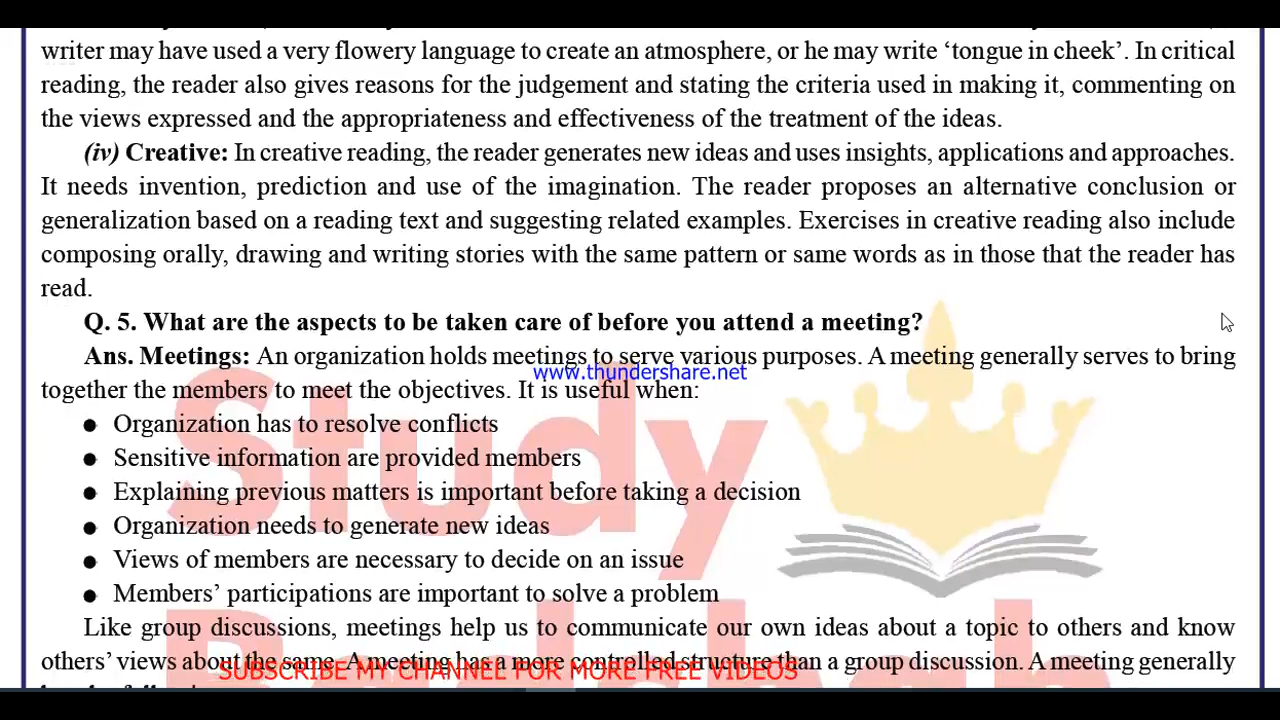 writer may have used a very flowery language to create an atmosphere, or he may write ‘tongue in cheek’. In critical
reading, the reader also gives reasons for the judgement and stating the criteria used in making it, commenting on
the views expressed and the appropriateness and effectiveness of the treatment of the ideas.
(iv) Creative: In creative reading, the reader generates new ideas and uses insights, applications and approaches.
It needs invention, prediction and use of the imagination. The reader proposes an alternative conclusion or
generalization based on a reading text and suggesting related examples. Exercises in creative reading also include
composing orally, drawing and writing stories with the same pattern or same words as in those that the reader has
read.
Q. 5. What are the aspects to be taken care of before you attend a meeting?
Ans. Meetings: An organization holds meetings to serve various purposes. A meeting generally serves to bring
www.thundershare.net
together the members to meet the objectives. It is useful when:
● Organization has to resolve conflicts
● Sensitive information are provided members
● Explaining previous matters is important before taking a decision
● Organization needs to generate new ideas
● Views of members are necessary to decide on an issue
● Members’ participations are important to solve a problem
Study
Like group discussions, meetings help us to communicate our own ideas about a topic to others and know
others’ views about the same. A meeting has a more controlled structure than a group discussion. A meeting generally
SUBSCRIBE MY CHANNEL FOR MORE FREE VIDEOS